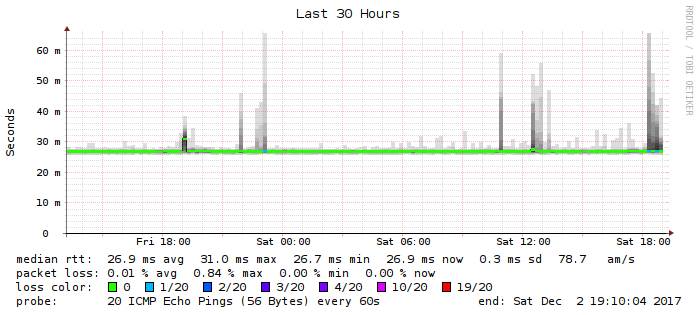 Last 30 Hours
RRDTOOL / TOBI OETIKER
Seconds
60 m
50 m
40 m
30 m
20 m
10 m
0
Fri 18:00 Sat 00:00 Sat 06:00 Sat 12:00 Sat 18:00
median rtt: 26.9 ms avg 31.0 ms max 26.7 ms min 26.9 ms now 0.3 ms sd 78.7 am/s
packet loss: 0.01 % avg 0.84 % max 0.00 % min 0.00 % now
loss color: 0 1/20 2/20 3/20 4/20 10/20 19/20
probe: 20 ICMP Echo Pings (56 Bytes) every 60s end: Sat Dec 2 19:10:04 2017